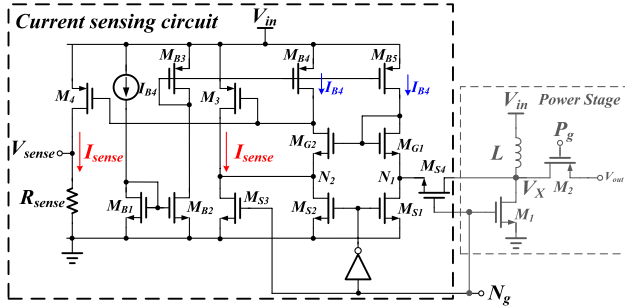 Current sensing circuit
V_in
M_B3
M_B4
M_B5
M_4
I_B4
M_3
I_B4
I_B4
Power Stage
V_in
P_g
L
V_sense
I_sense
I_sense
M_G2
M_G1
M_S4
V_out
N_2
N_1
V_X
M_2
R_sense
M_B1
M_B2
M_S3
M_S2
M_S1
M_1
N_g